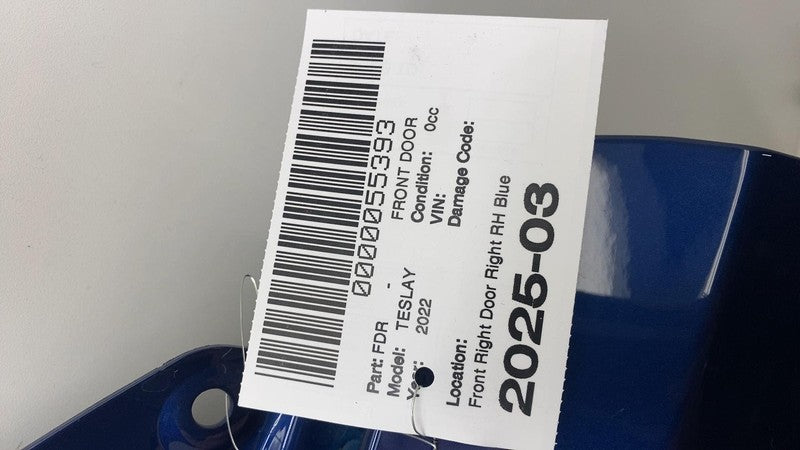 0000055393
Part: FDR - FRONT DOOR
Model: TESLAY Condition: 0cc
Year: 2022 VIN:
Damage Code:
Location:
Front Right Door Right RH Blue
2025-03